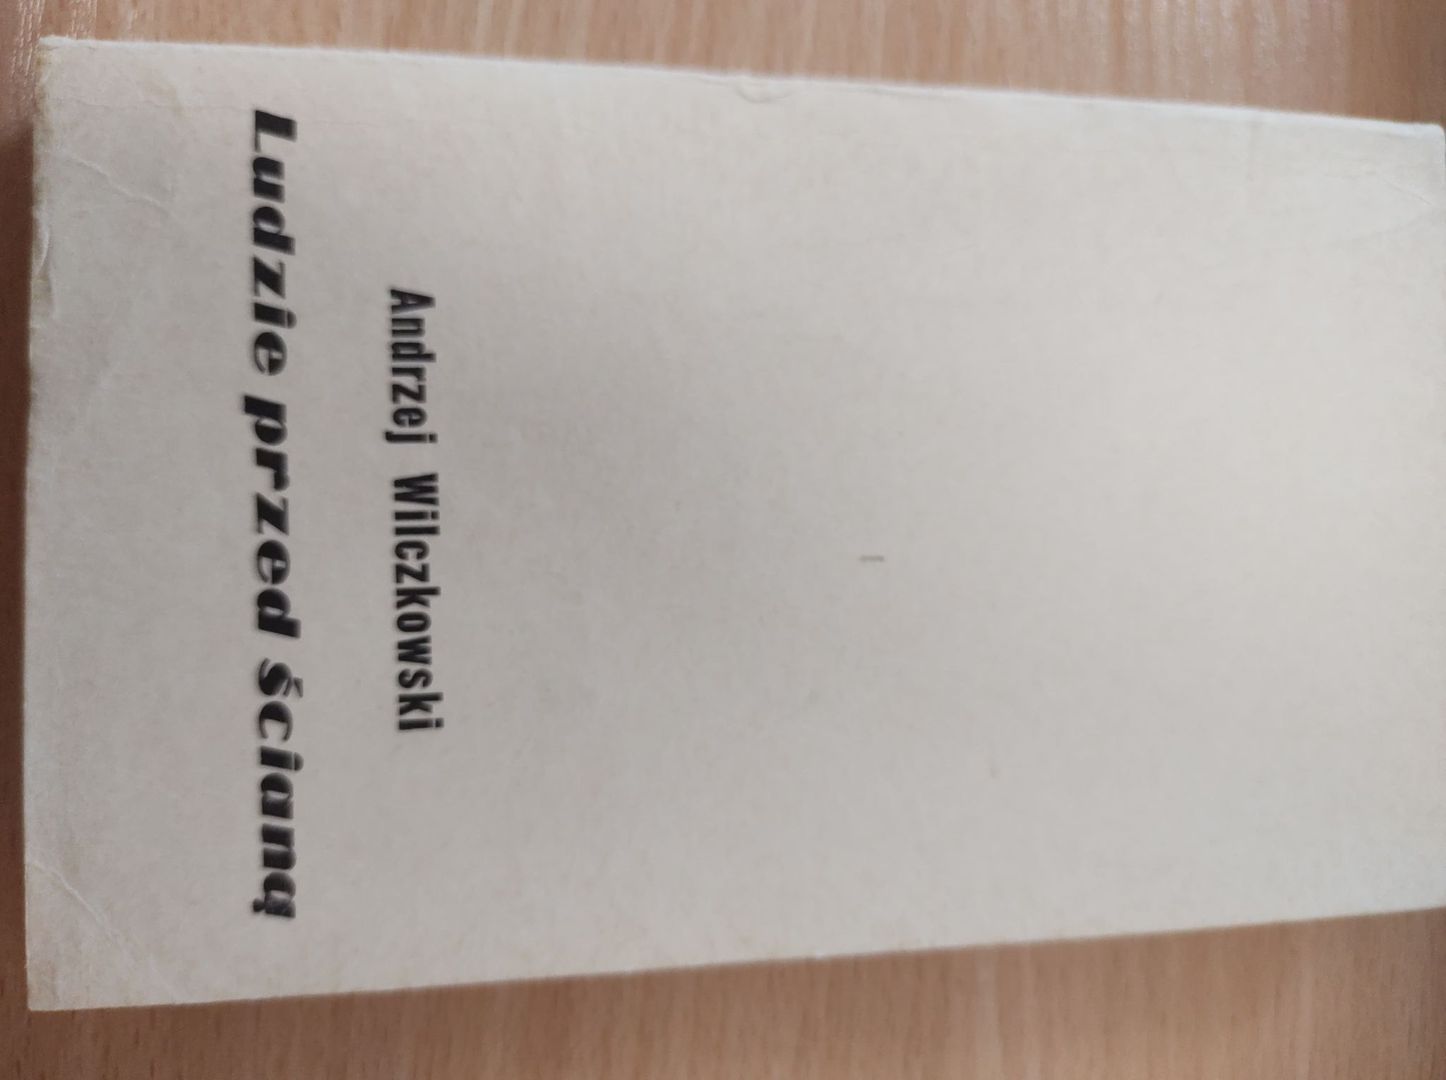 Andrzej Wilczkowski
Ludzie przed ścianą